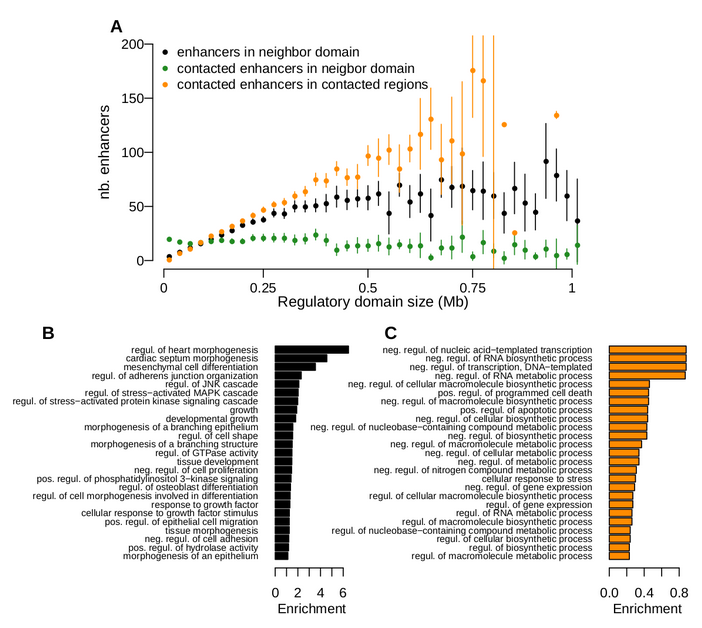 A
200
150
100
50
0
nb. enhancers
enhancers in neighbor domain
contacted enhancers in neigbor domain
contacted enhancers in contacted regions
0 0.25 0.5 0.75 1
Regulatory domain size (Mb)
B
regul. of heart morphogenesis
cardiac septum morphogenesis
mesenchymal cell differentiation
regul. of adherens junction organization
regul. of JNK cascade
regul. of stress−activated MAPK cascade
regul. of stress−activated protein kinase signaling cascade
growth
developmental growth
morphogenesis of a branching epithelium
regul. of cell shape
morphogenesis of a branching structure
regul. of GTPase activity
tissue development
neg. regul. of cell proliferation
pos. regul. of phosphatidylinositol 3−kinase signaling
regul. of osteoblast differentiation
regul. of cell morphogenesis involved in differentiation
response to growth factor
cellular response to growth factor stimulus
pos. regul. of epithelial cell migration
tissue morphogenesis
neg. regul. of cell adhesion
pos. regul. of hydrolase activity
morphogenesis of an epithelium
0 2 4 6
Enrichment
C
neg. regul. of nucleic acid−templated transcription
neg. regul. of RNA biosynthetic process
neg. regul. of transcription, DNA−templated
neg. regul. of RNA metabolic process
neg. regul. of cellular macromolecule biosynthetic process
pos. regul. of programmed cell death
neg. regul. of macromolecule biosynthetic process
pos. regul. of apoptotic process
neg. regul. of cellular biosynthetic process
neg. regul. of nucleobase−containing compound metabolic process
neg. regul. of biosynthetic process
neg. regul. of macromolecule metabolic process
neg. regul. of cellular metabolic process
neg. regul. of metabolic process
neg. regul. of nitrogen compound metabolic process
cellular response to stress
neg. regul. of gene expression
regul. of cellular macromolecule biosynthetic process
regul. of gene expression
regul. of RNA metabolic process
regul. of macromolecule biosynthetic process
regul. of nucleobase−containing compound metabolic process
regul. of cellular biosynthetic process
regul. of biosynthetic process
regul. of macromolecule metabolic process
0.0 0.4 0.8
Enrichment